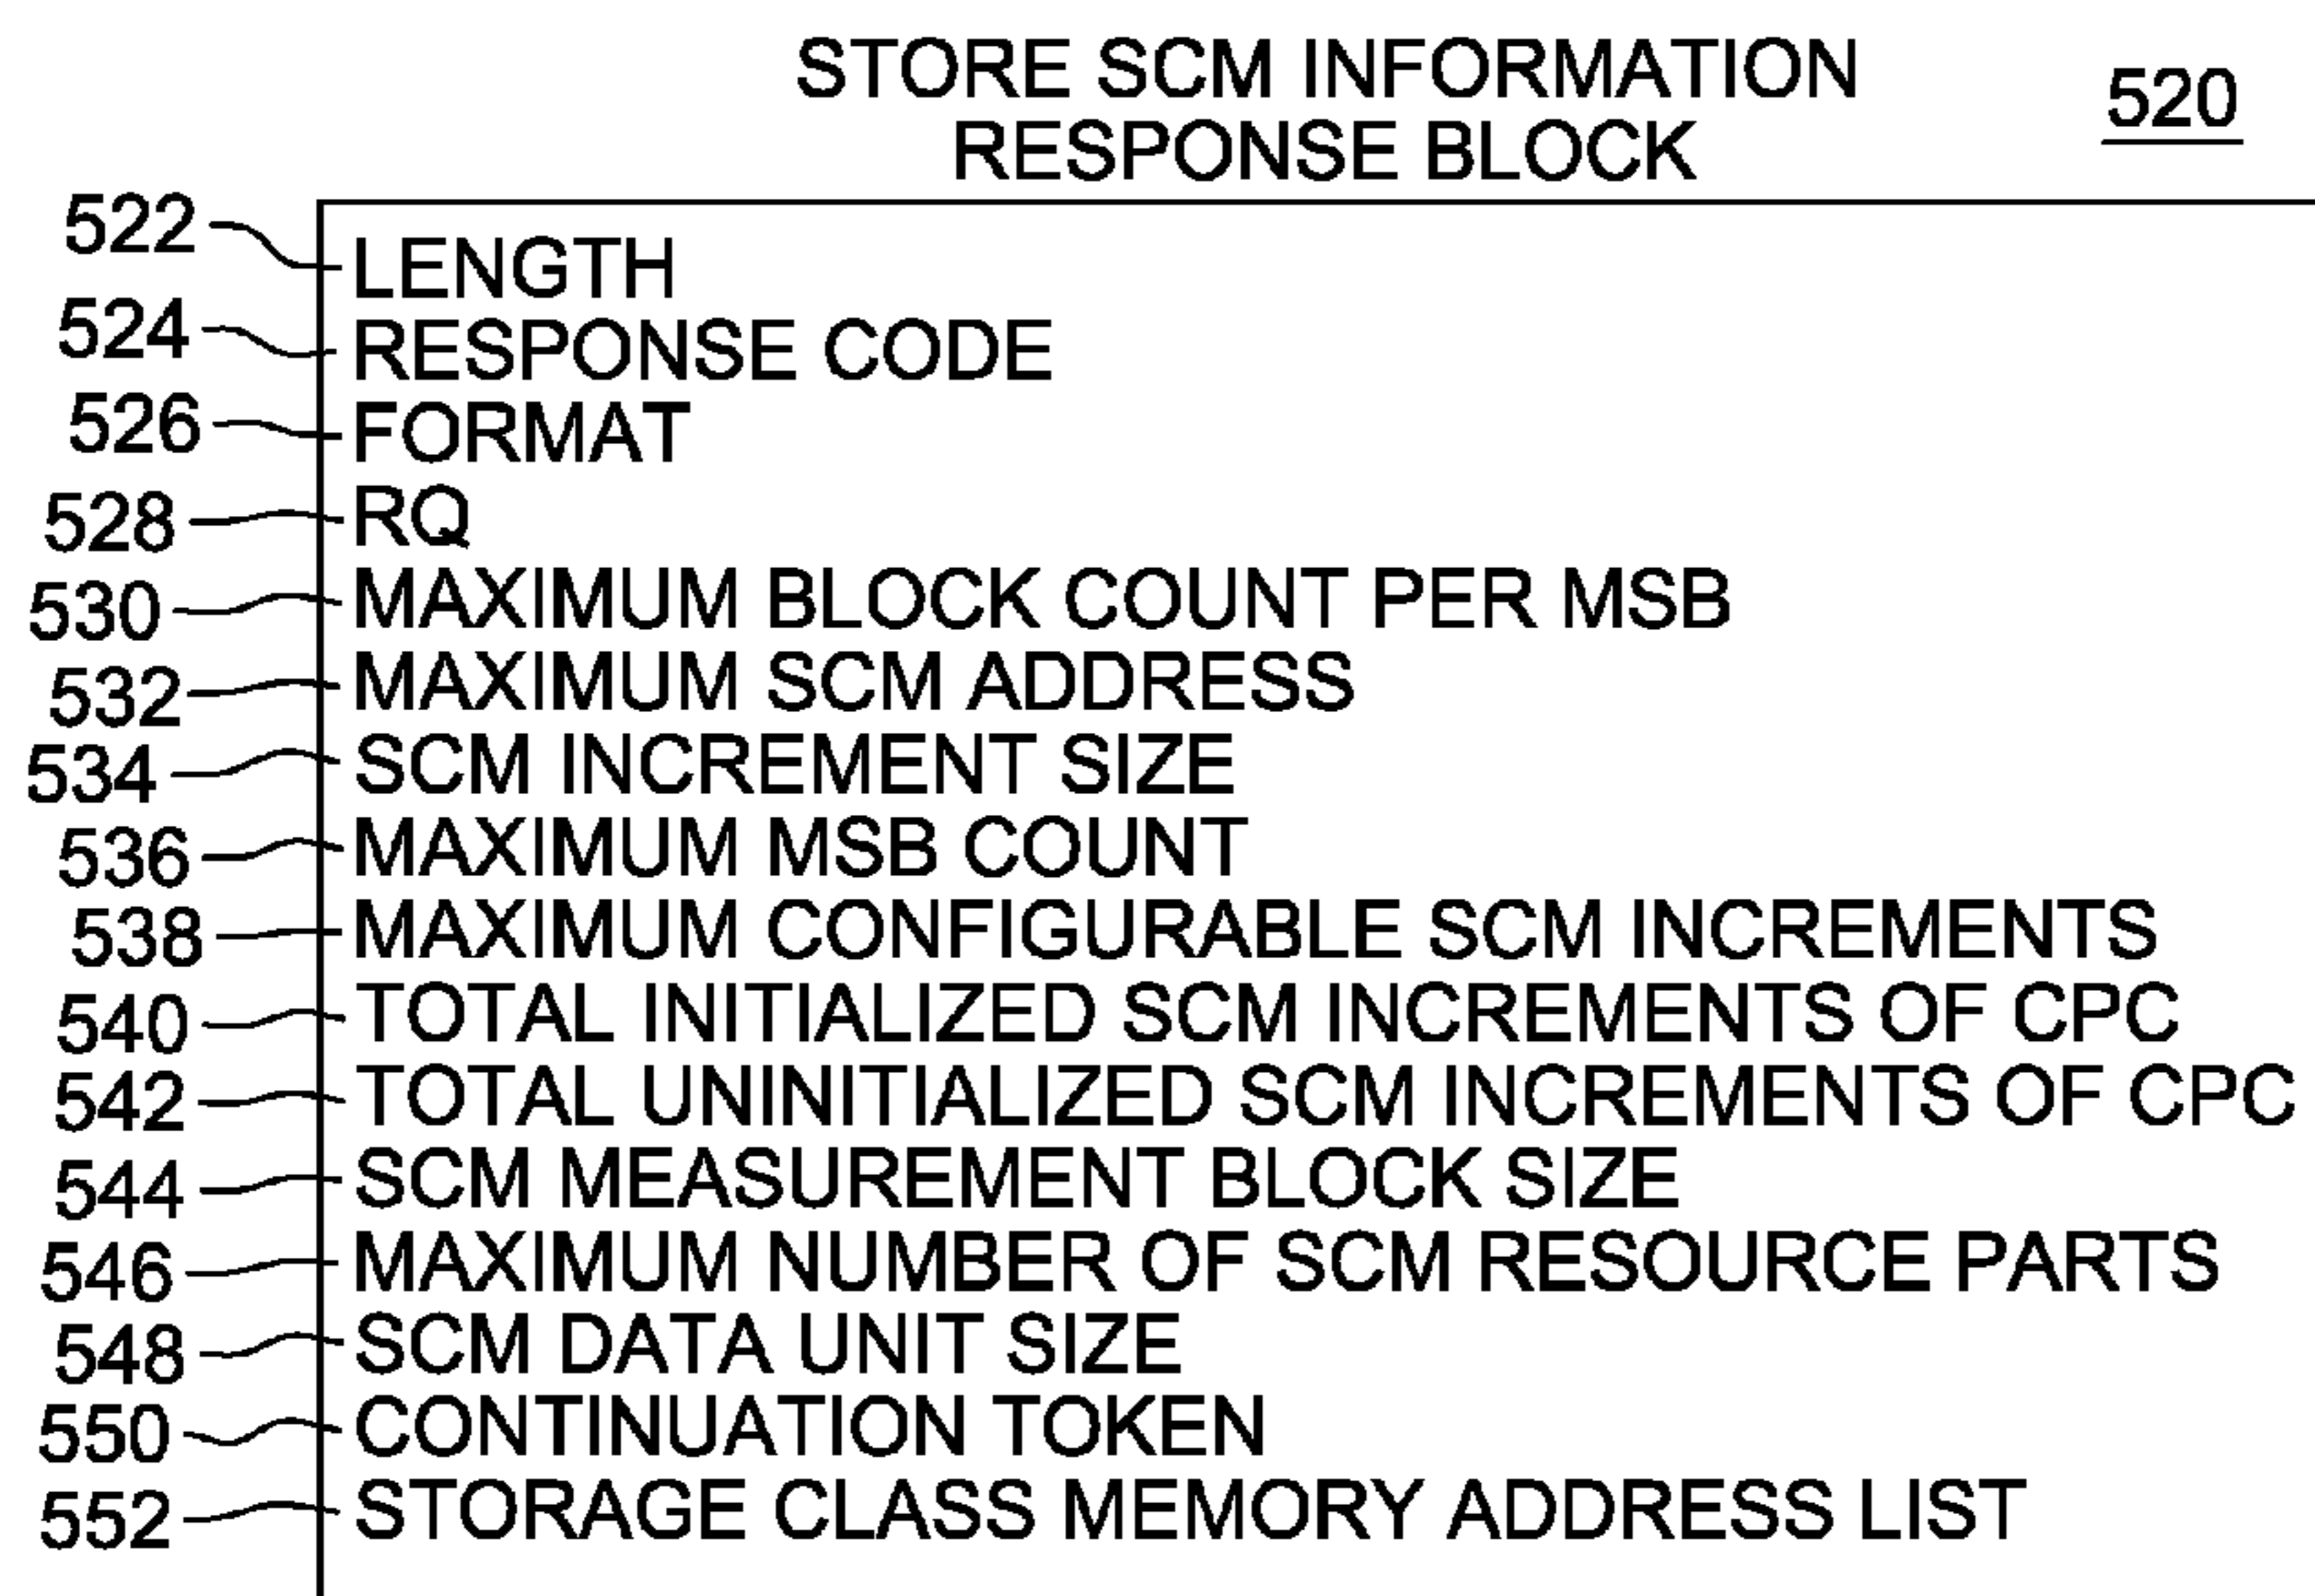 STORE SCM INFORMATION
RESPONSE BLOCK
520
522 LENGTH
524 RESPONSE CODE
526 FORMAT
528 RQ
530 MAXIMUM BLOCK COUNT PER MSB
532 MAXIMUM SCM ADDRESS
534 SCM INCREMENT SIZE
536 MAXIMUM MSB COUNT
538 MAXIMUM CONFIGURABLE SCM INCREMENTS
540 TOTAL INITIALIZED SCM INCREMENTS OF CPC
542 TOTAL UNINITIALIZED SCM INCREMENTS OF CPC
544 SCM MEASUREMENT BLOCK SIZE
546 MAXIMUM NUMBER OF SCM RESOURCE PARTS
548 SCM DATA UNIT SIZE
550 CONTINUATION TOKEN
552 STORAGE CLASS MEMORY ADDRESS LIST